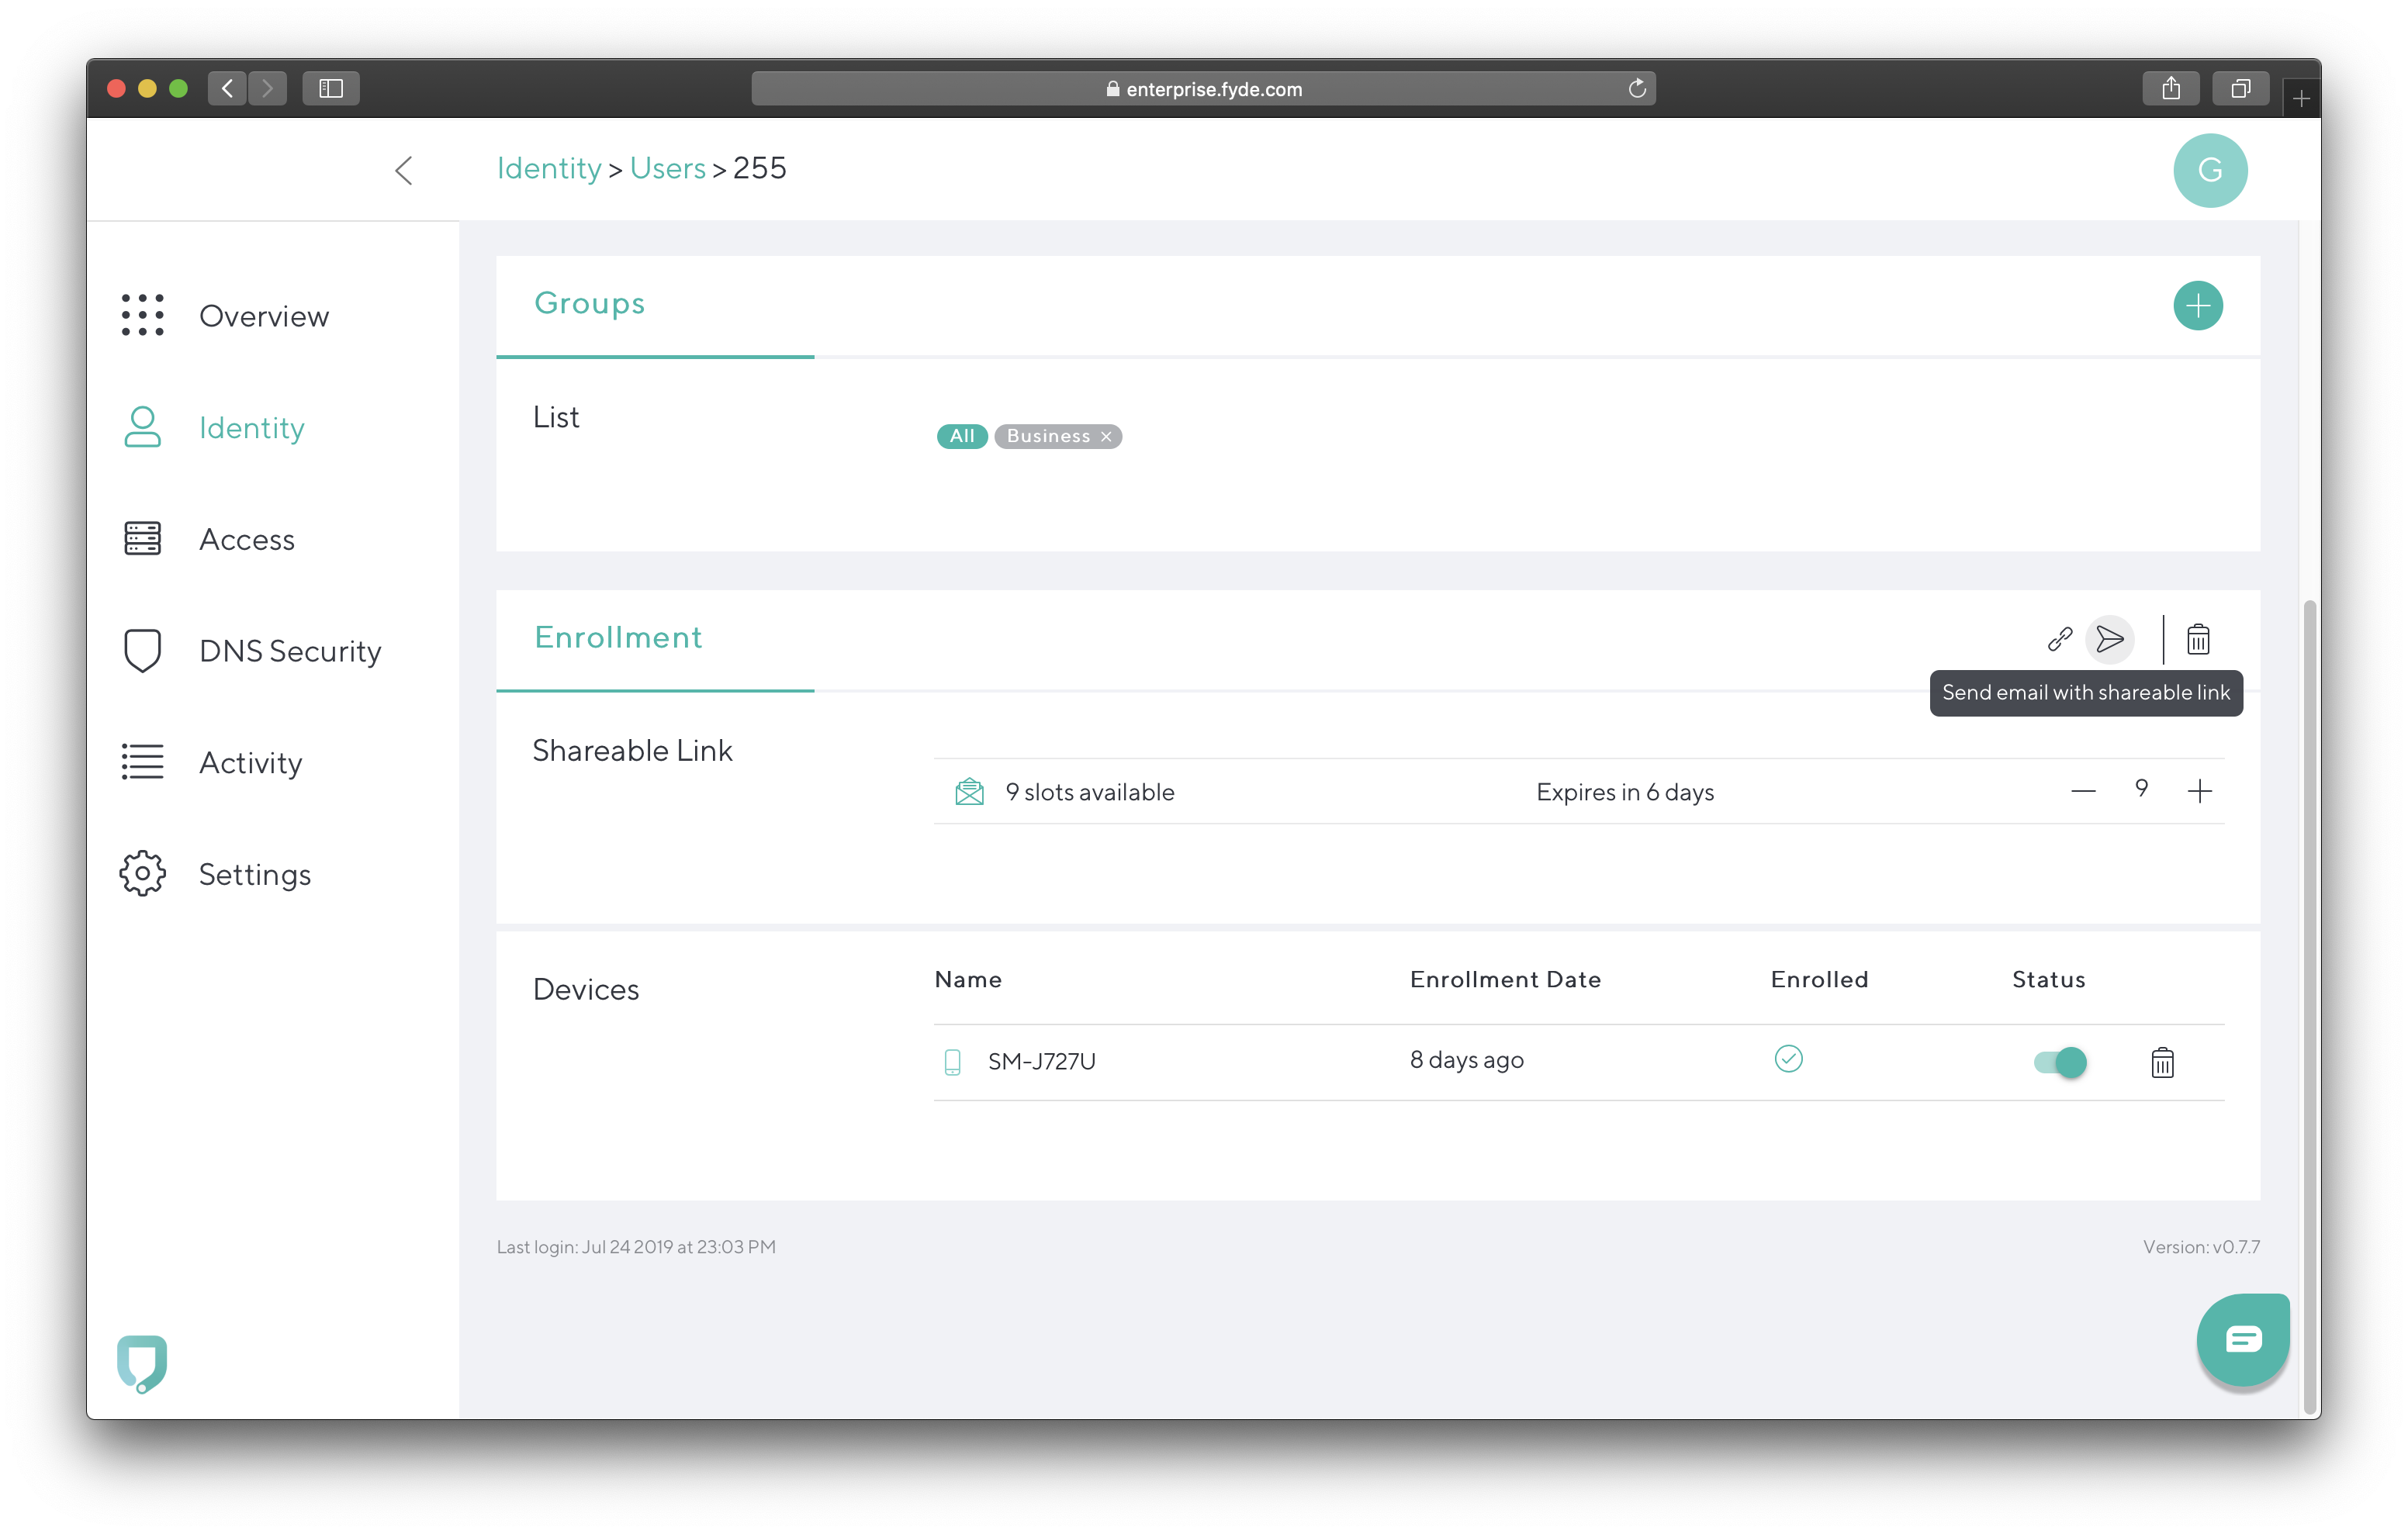 enterprise.fyde.com
Identity > Users > 255
G
Overview
Identity
Access
DNS Security
Activity
Settings
Groups
List
All Business ×
Enrollment
Send email with shareable link
Shareable Link
9 slots available Expires in 6 days — 9 +
Devices
Name Enrollment Date Enrolled Status
SM-J727U 8 days ago
Last login: Jul 24 2019 at 23:03 PM
Version: v0.7.7